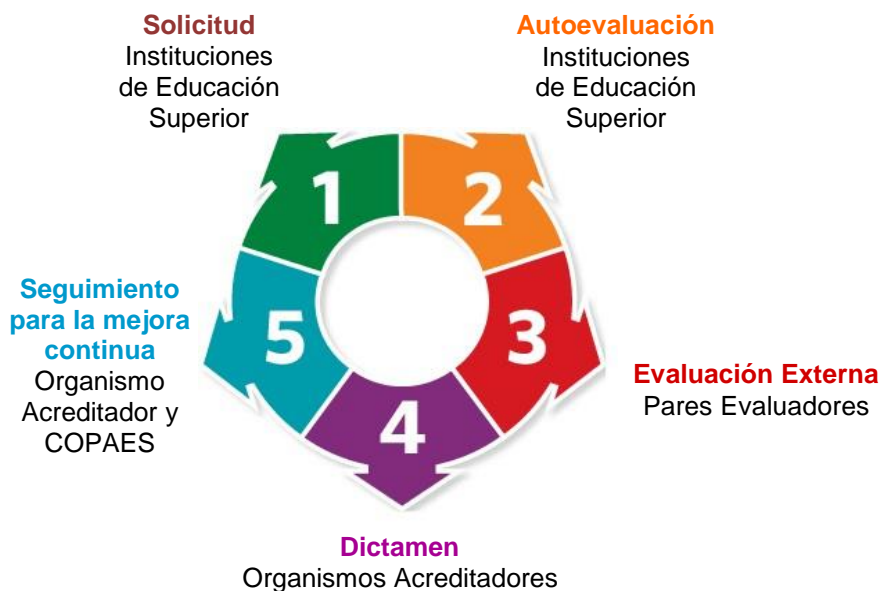 Solicitud
Instituciones
de Educación
Superior
Autoevaluación
Instituciones
de Educación
Superior
1
2
3
4
5
Evaluación Externa
Pares Evaluadores
Dictamen
Organismos Acreditadores
Seguimiento
para la mejora
continua
Organismo
Acreditador y
COPAES